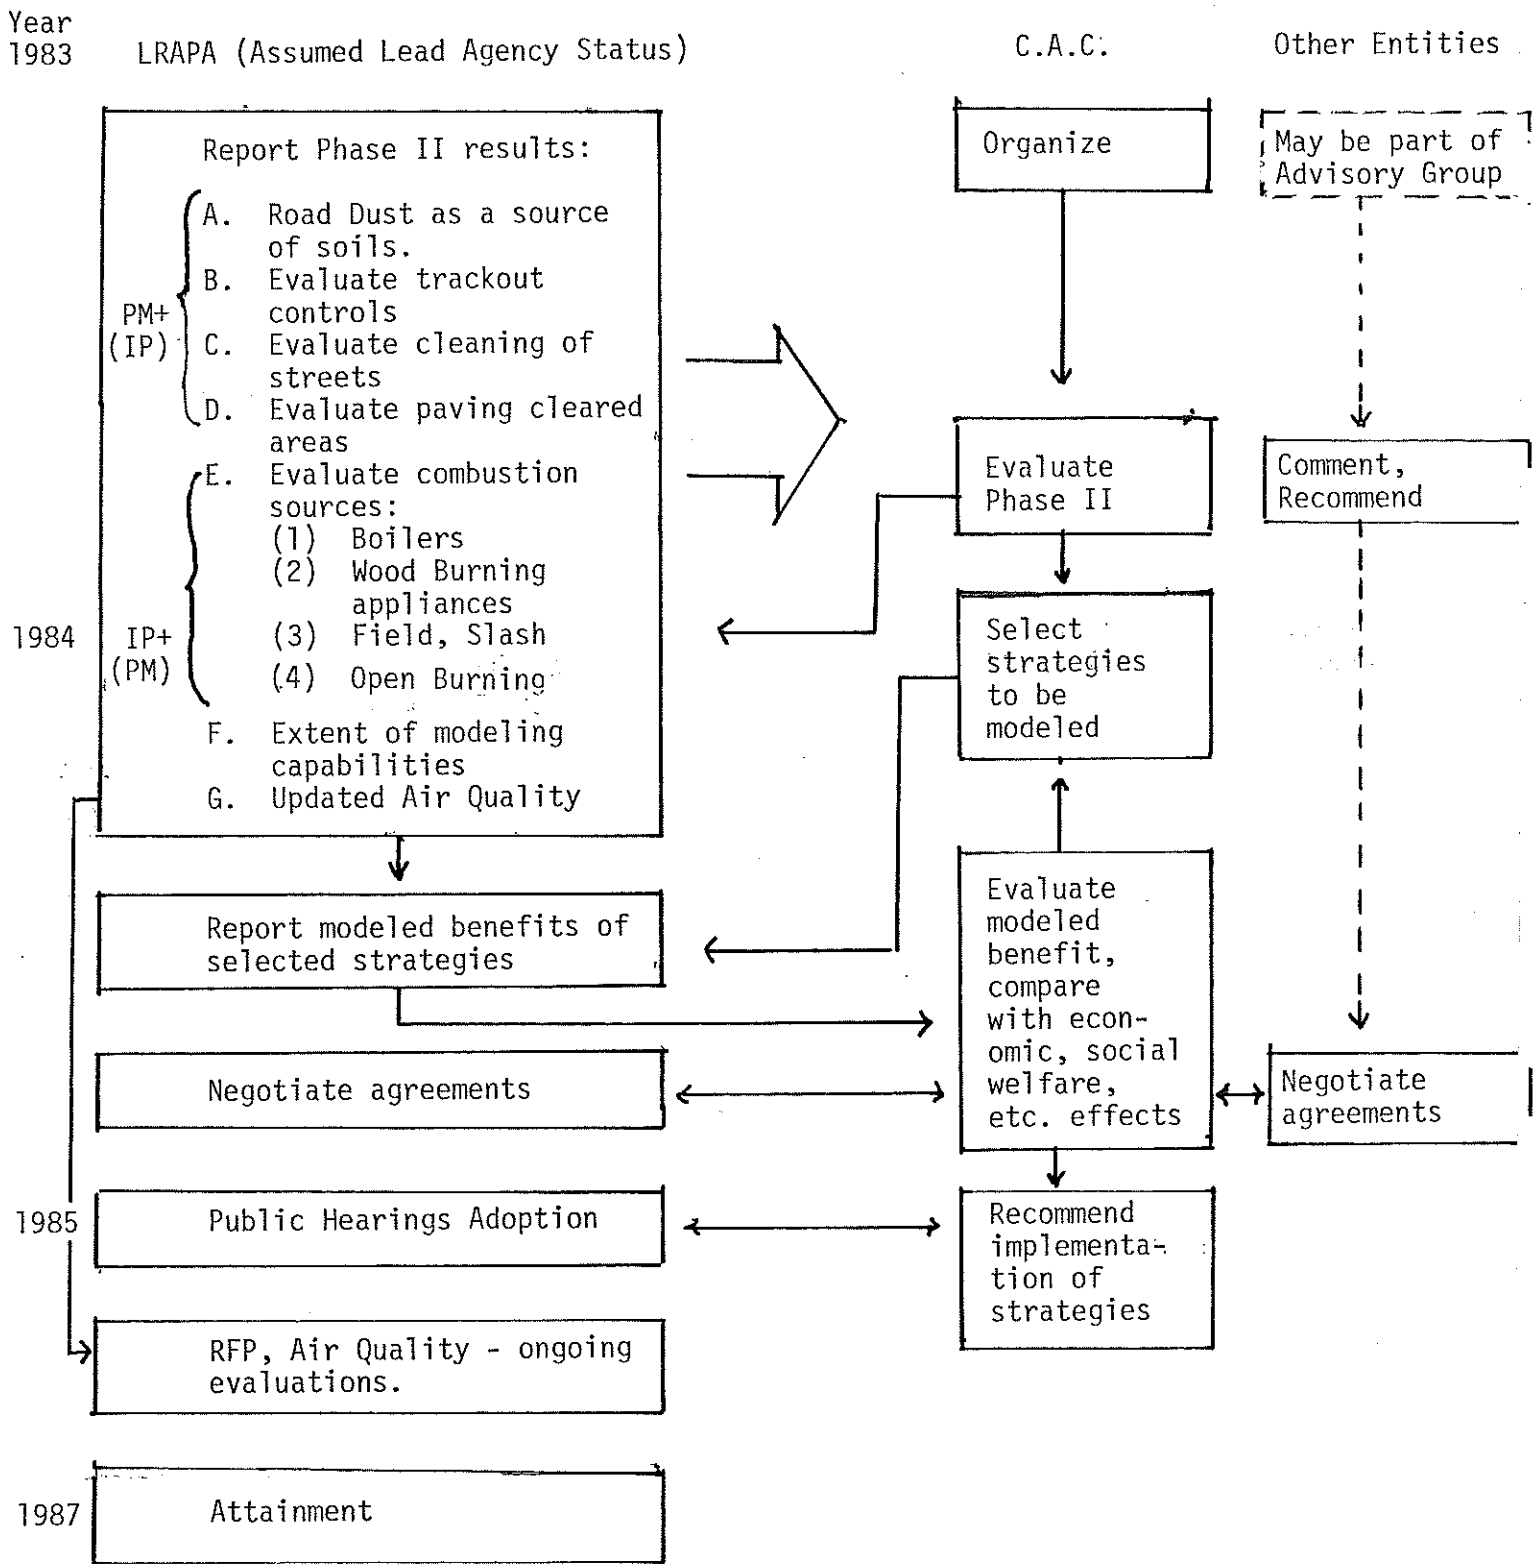 Year
1983
LRAPA (Assumed Lead Agency Status)
C.A.C.
Other Entities
Report Phase II results:
PM+
(IP)
A. Road Dust as a source
of soils.
B. Evaluate trackout
controls
C. Evaluate cleaning of
streets
D. Evaluate paving cleared
areas
1984
IP+
(PM)
E. Evaluate combustion
sources:
(1) Boilers
(2) Wood Burning
appliances
(3) Field, Slash
(4) Open Burning
F. Extent of modeling
capabilities
G. Updated Air Quality
Report modeled benefits of
selected strategies
Negotiate agreements
1985
Public Hearings Adoption
RFP, Air Quality - ongoing
evaluations.
1987
Attainment
Organize
Evaluate
Phase II
Select
strategies
to be
modeled
Evaluate
modeled
benefit,
compare
with econ-
omic, social
welfare,
etc. effects
Recommend
implementa-
tion of
strategies
May be part of
Advisory Group
Comment,
Recommend
Negotiate
agreements